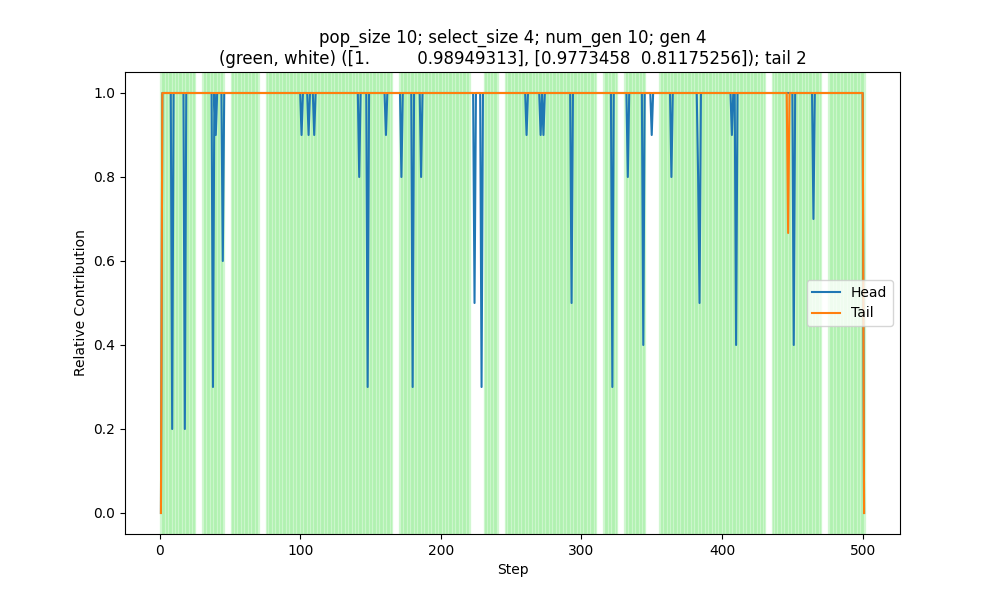 pop_size 10; select_size 4; num_gen 10; gen 4
(green, white) ([1.         0.98949313], [0.9773458  0.81175256]); tail 2
1.0
0.8
0.6
0.4
0.2
0.0
Relative Contribution
Head
Tail
0 100 200 300 400 500
Step